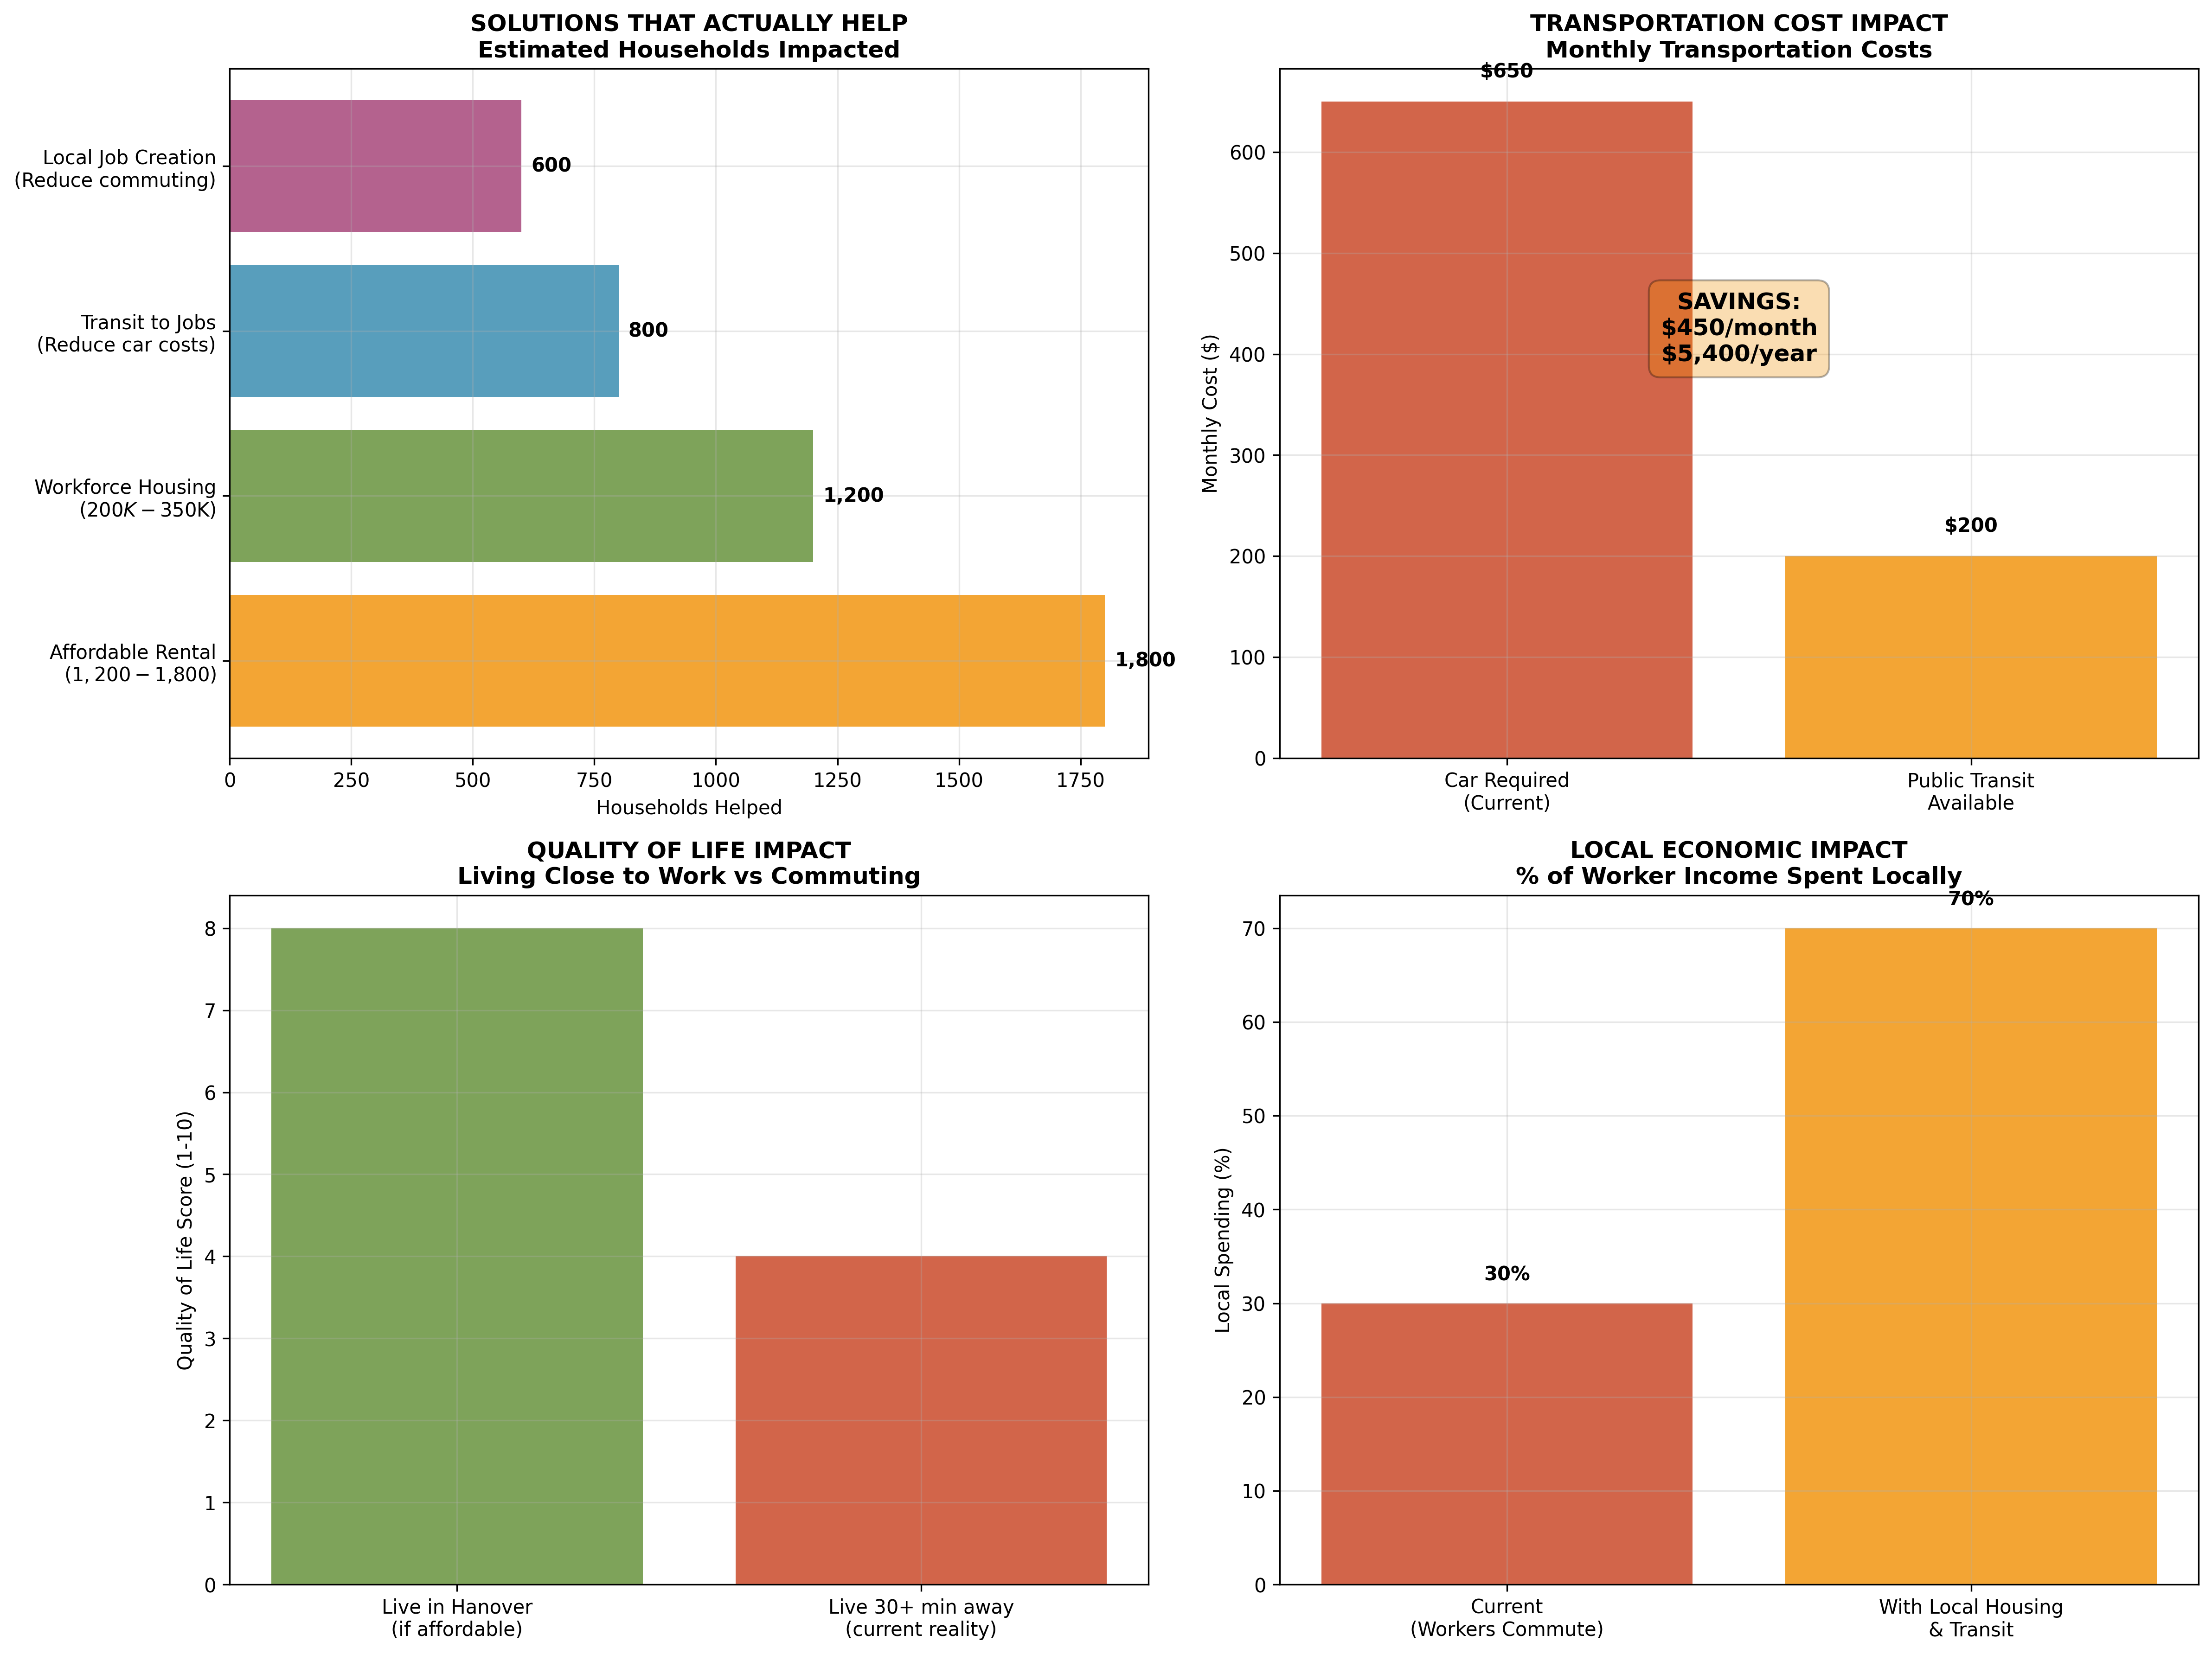 SOLUTIONS THAT ACTUALLY HELP
Estimated Households Impacted
Local Job Creation
(Reduce commuting)
600
Transit to Jobs
(Reduce car costs)
800
Workforce Housing
(200K − 350K)
1,200
Affordable Rental
(1, 200 − 1,800)
1,800
0 250 500 750 1000 1250 1500 1750
Households Helped
TRANSPORTATION COST IMPACT
Monthly Transportation Costs
$650
600
500
400
300
200
100
0
Monthly Cost ($)
SAVINGS:
$450/month
$5,400/year
$200
Car Required
(Current)
Public Transit
Available
QUALITY OF LIFE IMPACT
Living Close to Work vs Commuting
8
7
6
5
4
3
2
1
0
Quality of Life Score (1-10)
Live in Hanover
(if affordable)
Live 30+ min away
(current reality)
LOCAL ECONOMIC IMPACT
% of Worker Income Spent Locally
70%
70
60
50
40
30
20
10
0
Local Spending (%)
30%
Current
(Workers Commute)
With Local Housing
& Transit